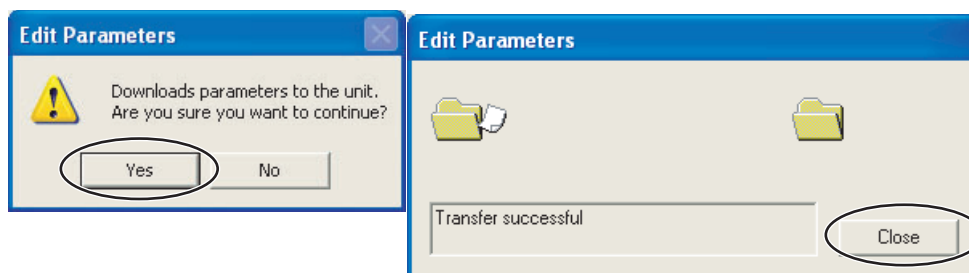 Edit Parameters
Downloads parameters to the unit.
Are you sure you want to continue?
Yes
No
Edit Parameters
Transfer successful
Close